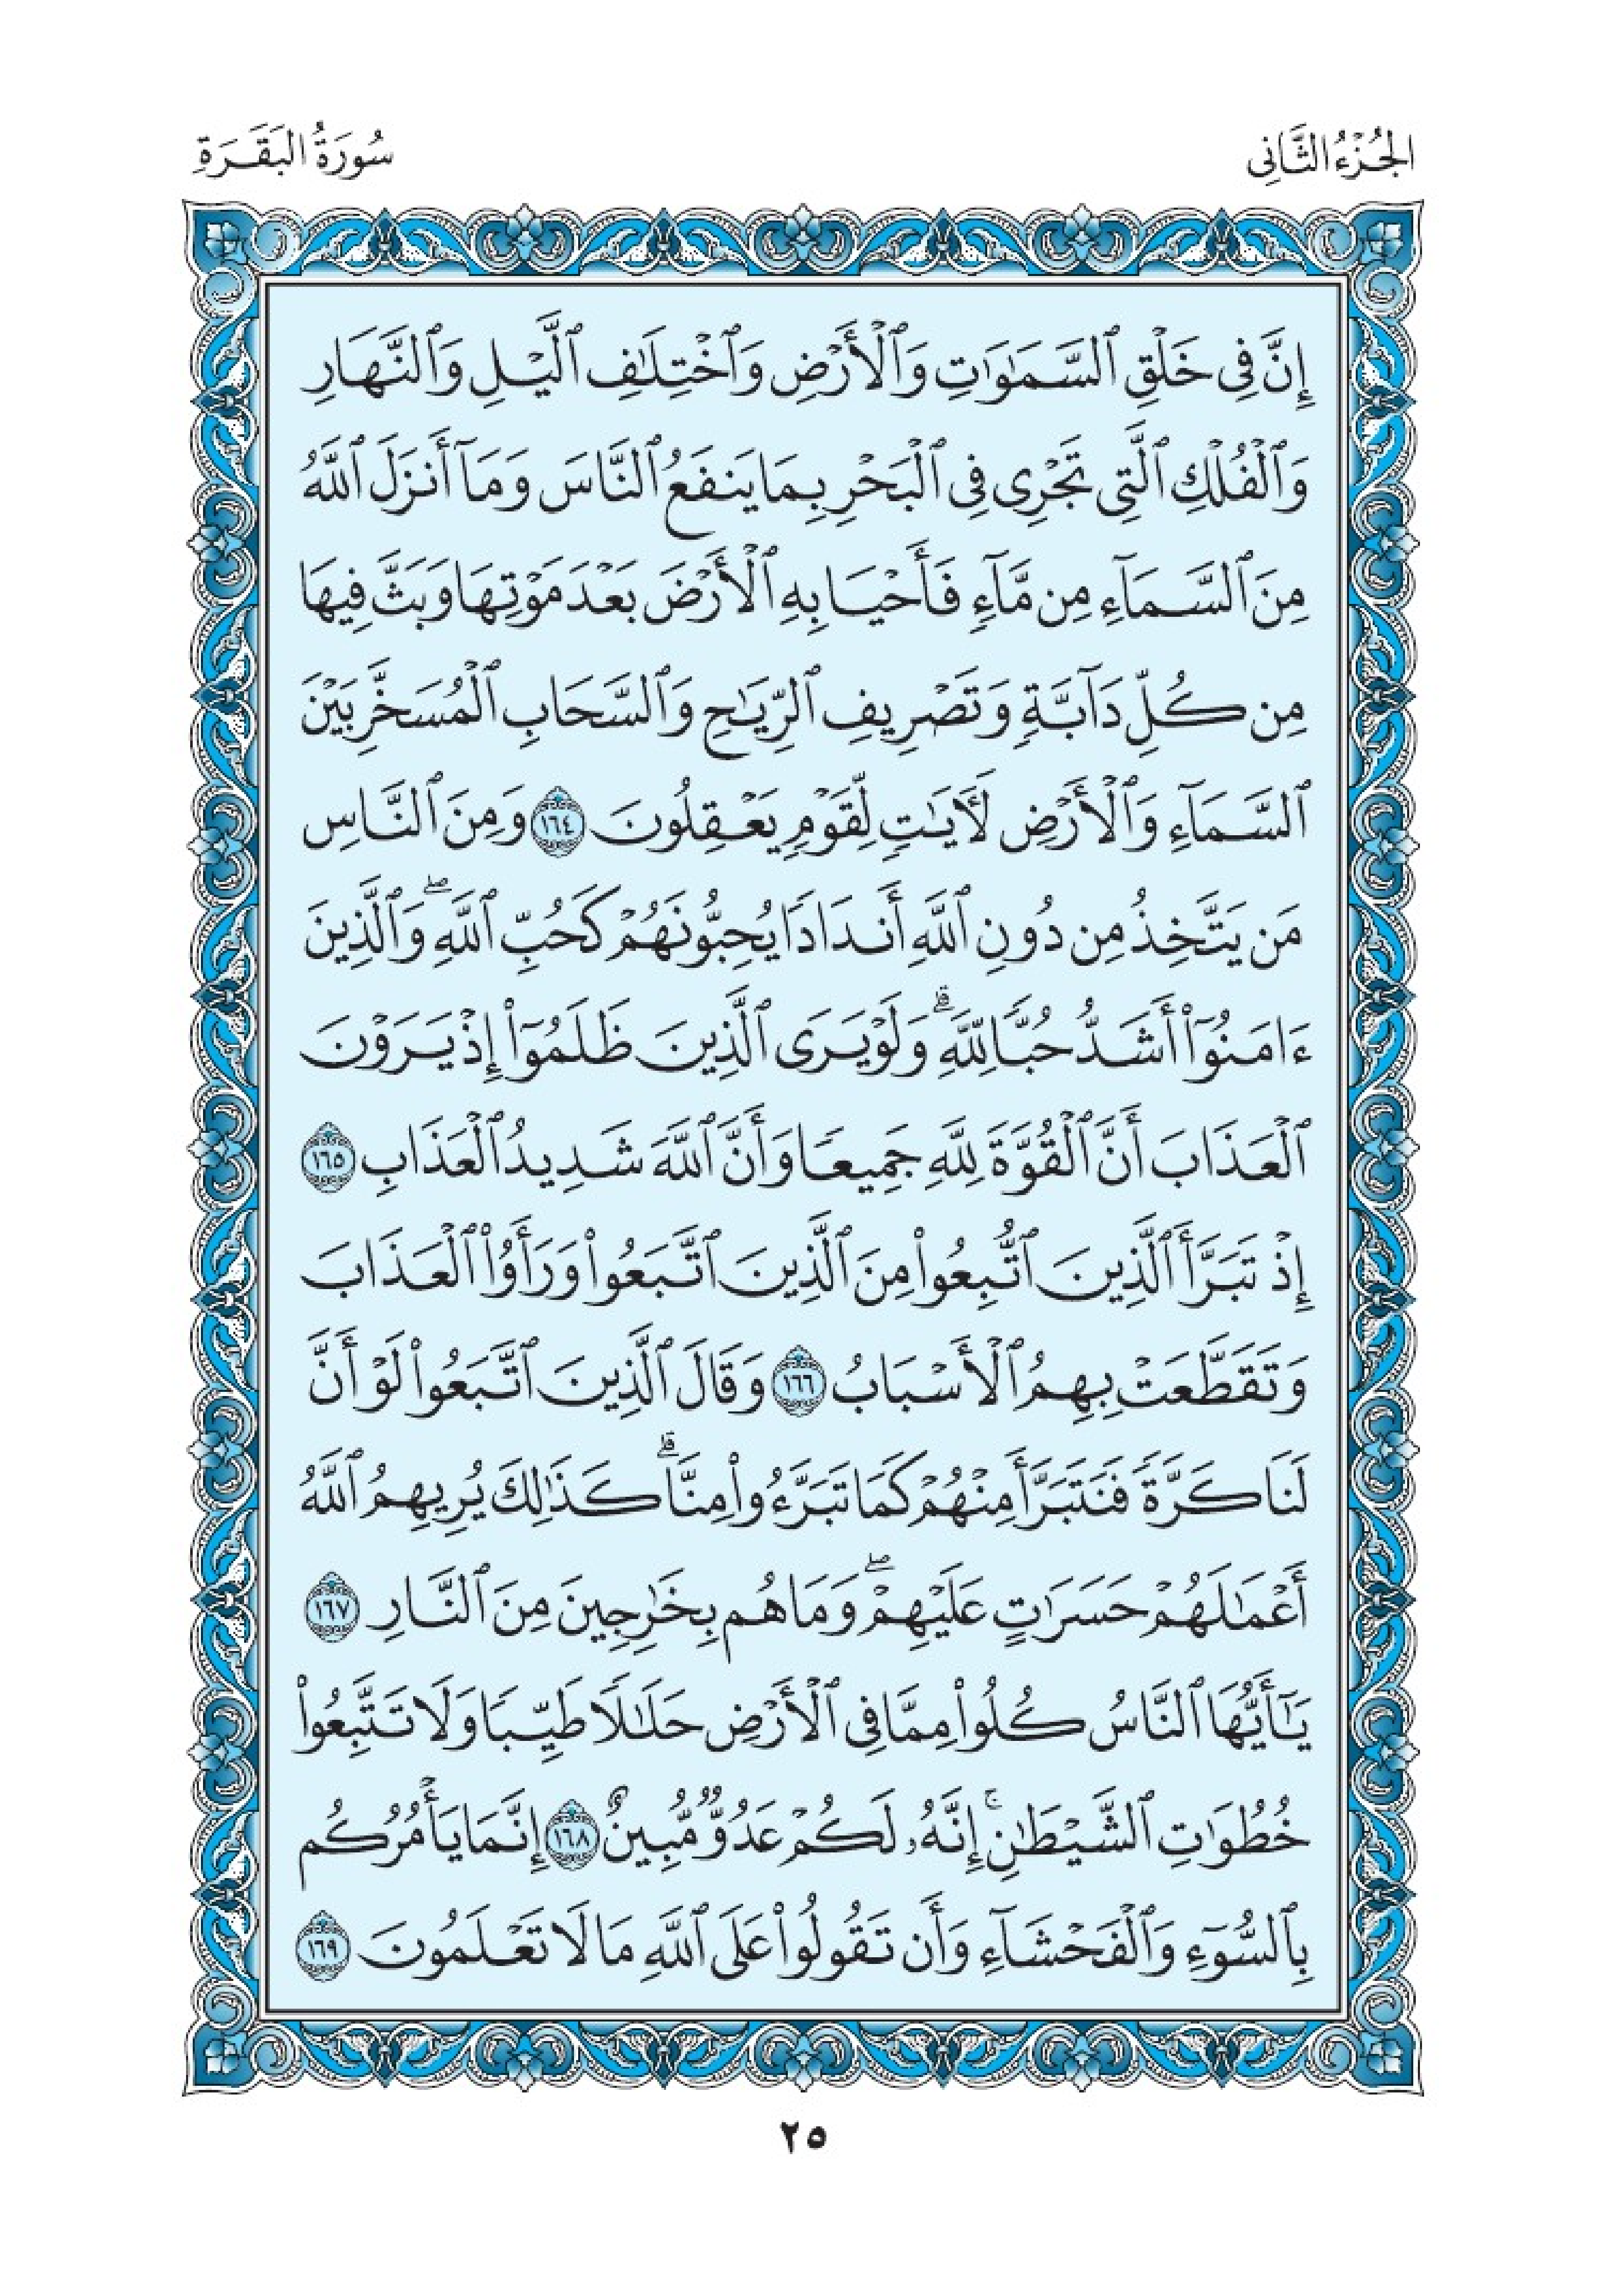 الجُزْءُ الثَّانِي
سُورَةُ البَقَرَةِ
إِنَّ فِى خَلْقِ ٱلسَّمَـٰوَٰتِ وَٱلْأَرْضِ وَٱخْتِلَـٰفِ ٱلَّيْلِ وَٱلنَّهَارِ
وَٱلْفُلْكِ ٱلَّتِى تَجْرِى فِى ٱلْبَحْرِ بِمَا يَنفَعُ ٱلنَّاسَ وَمَآ أَنزَلَ ٱللَّهُ
مِنَ ٱلسَّمَآءِ مِن مَّآءٍ فَأَحْيَا بِهِ ٱلْأَرْضَ بَعْدَ مَوْتِهَا وَبَثَّ فِيهَا
مِن كُلِّ دَآبَّةٍ وَتَصْرِيفِ ٱلرِّيَـٰحِ وَٱلسَّحَابِ ٱلْمُسَخَّرِ بَيْنَ
ٱلسَّمَآءِ وَٱلْأَرْضِ لَـَٔايَـٰتٍ لِّقَوْمٍ يَعْقِلُونَ ١٦٤ وَمِنَ ٱلنَّاسِ
مَن يَتَّخِذُ مِن دُونِ ٱللَّهِ أَندَادًا يُحِبُّونَهُمْ كَحُبِّ ٱللَّهِ ۖ وَٱلَّذِينَ
ءَامَنُوٓا۟ أَشَدُّ حُبًّا لِّلَّهِ ۗ وَلَوْ يَرَى ٱلَّذِينَ ظَلَمُوٓا۟ إِذْ يَرَوْنَ
ٱلْعَذَابَ أَنَّ ٱلْقُوَّةَ لِلَّهِ جَمِيعًا وَأَنَّ ٱللَّهَ شَدِيدُ ٱلْعَذَابِ ١٦٥
إِذْ تَبَرَّأَ ٱلَّذِينَ ٱتُّبِعُوا۟ مِنَ ٱلَّذِينَ ٱتَّبَعُوا۟ وَرَأَوُا۟ ٱلْعَذَابَ
وَتَقَطَّعَتْ بِهِمُ ٱلْأَسْبَابُ ١٦٦ وَقَالَ ٱلَّذِينَ ٱتَّبَعُوا۟ لَوْ أَنَّ
لَنَا كَرَّةً فَنَتَبَرَّأَ مِنْهُمْ كَمَا تَبَرَّءُوا۟ مِنَّا ۗ كَذَٰلِكَ يُرِيهِمُ ٱللَّهُ
أَعْمَـٰلَهُمْ حَسَرَٰتٍ عَلَيْهِمْ ۖ وَمَا هُم بِخَـٰرِجِينَ مِنَ ٱلنَّارِ ١٦٧
يَـٰٓأَيُّهَا ٱلنَّاسُ كُلُوا۟ مِمَّا فِى ٱلْأَرْضِ حَلَـٰلًا طَيِّبًا وَلَا تَتَّبِعُوا۟
خُطُوَٰتِ ٱلشَّيْطَـٰنِ ۚ إِنَّهُۥ لَكُمْ عَدُوٌّ مُّبِينٌ ١٦٨ إِنَّمَا يَأْمُرُكُم
بِٱلسُّوٓءِ وَٱلْفَحْشَآءِ وَأَن تَقُولُوا۟ عَلَى ٱللَّهِ مَا لَا تَعْلَمُونَ ١٦٩
٢٥